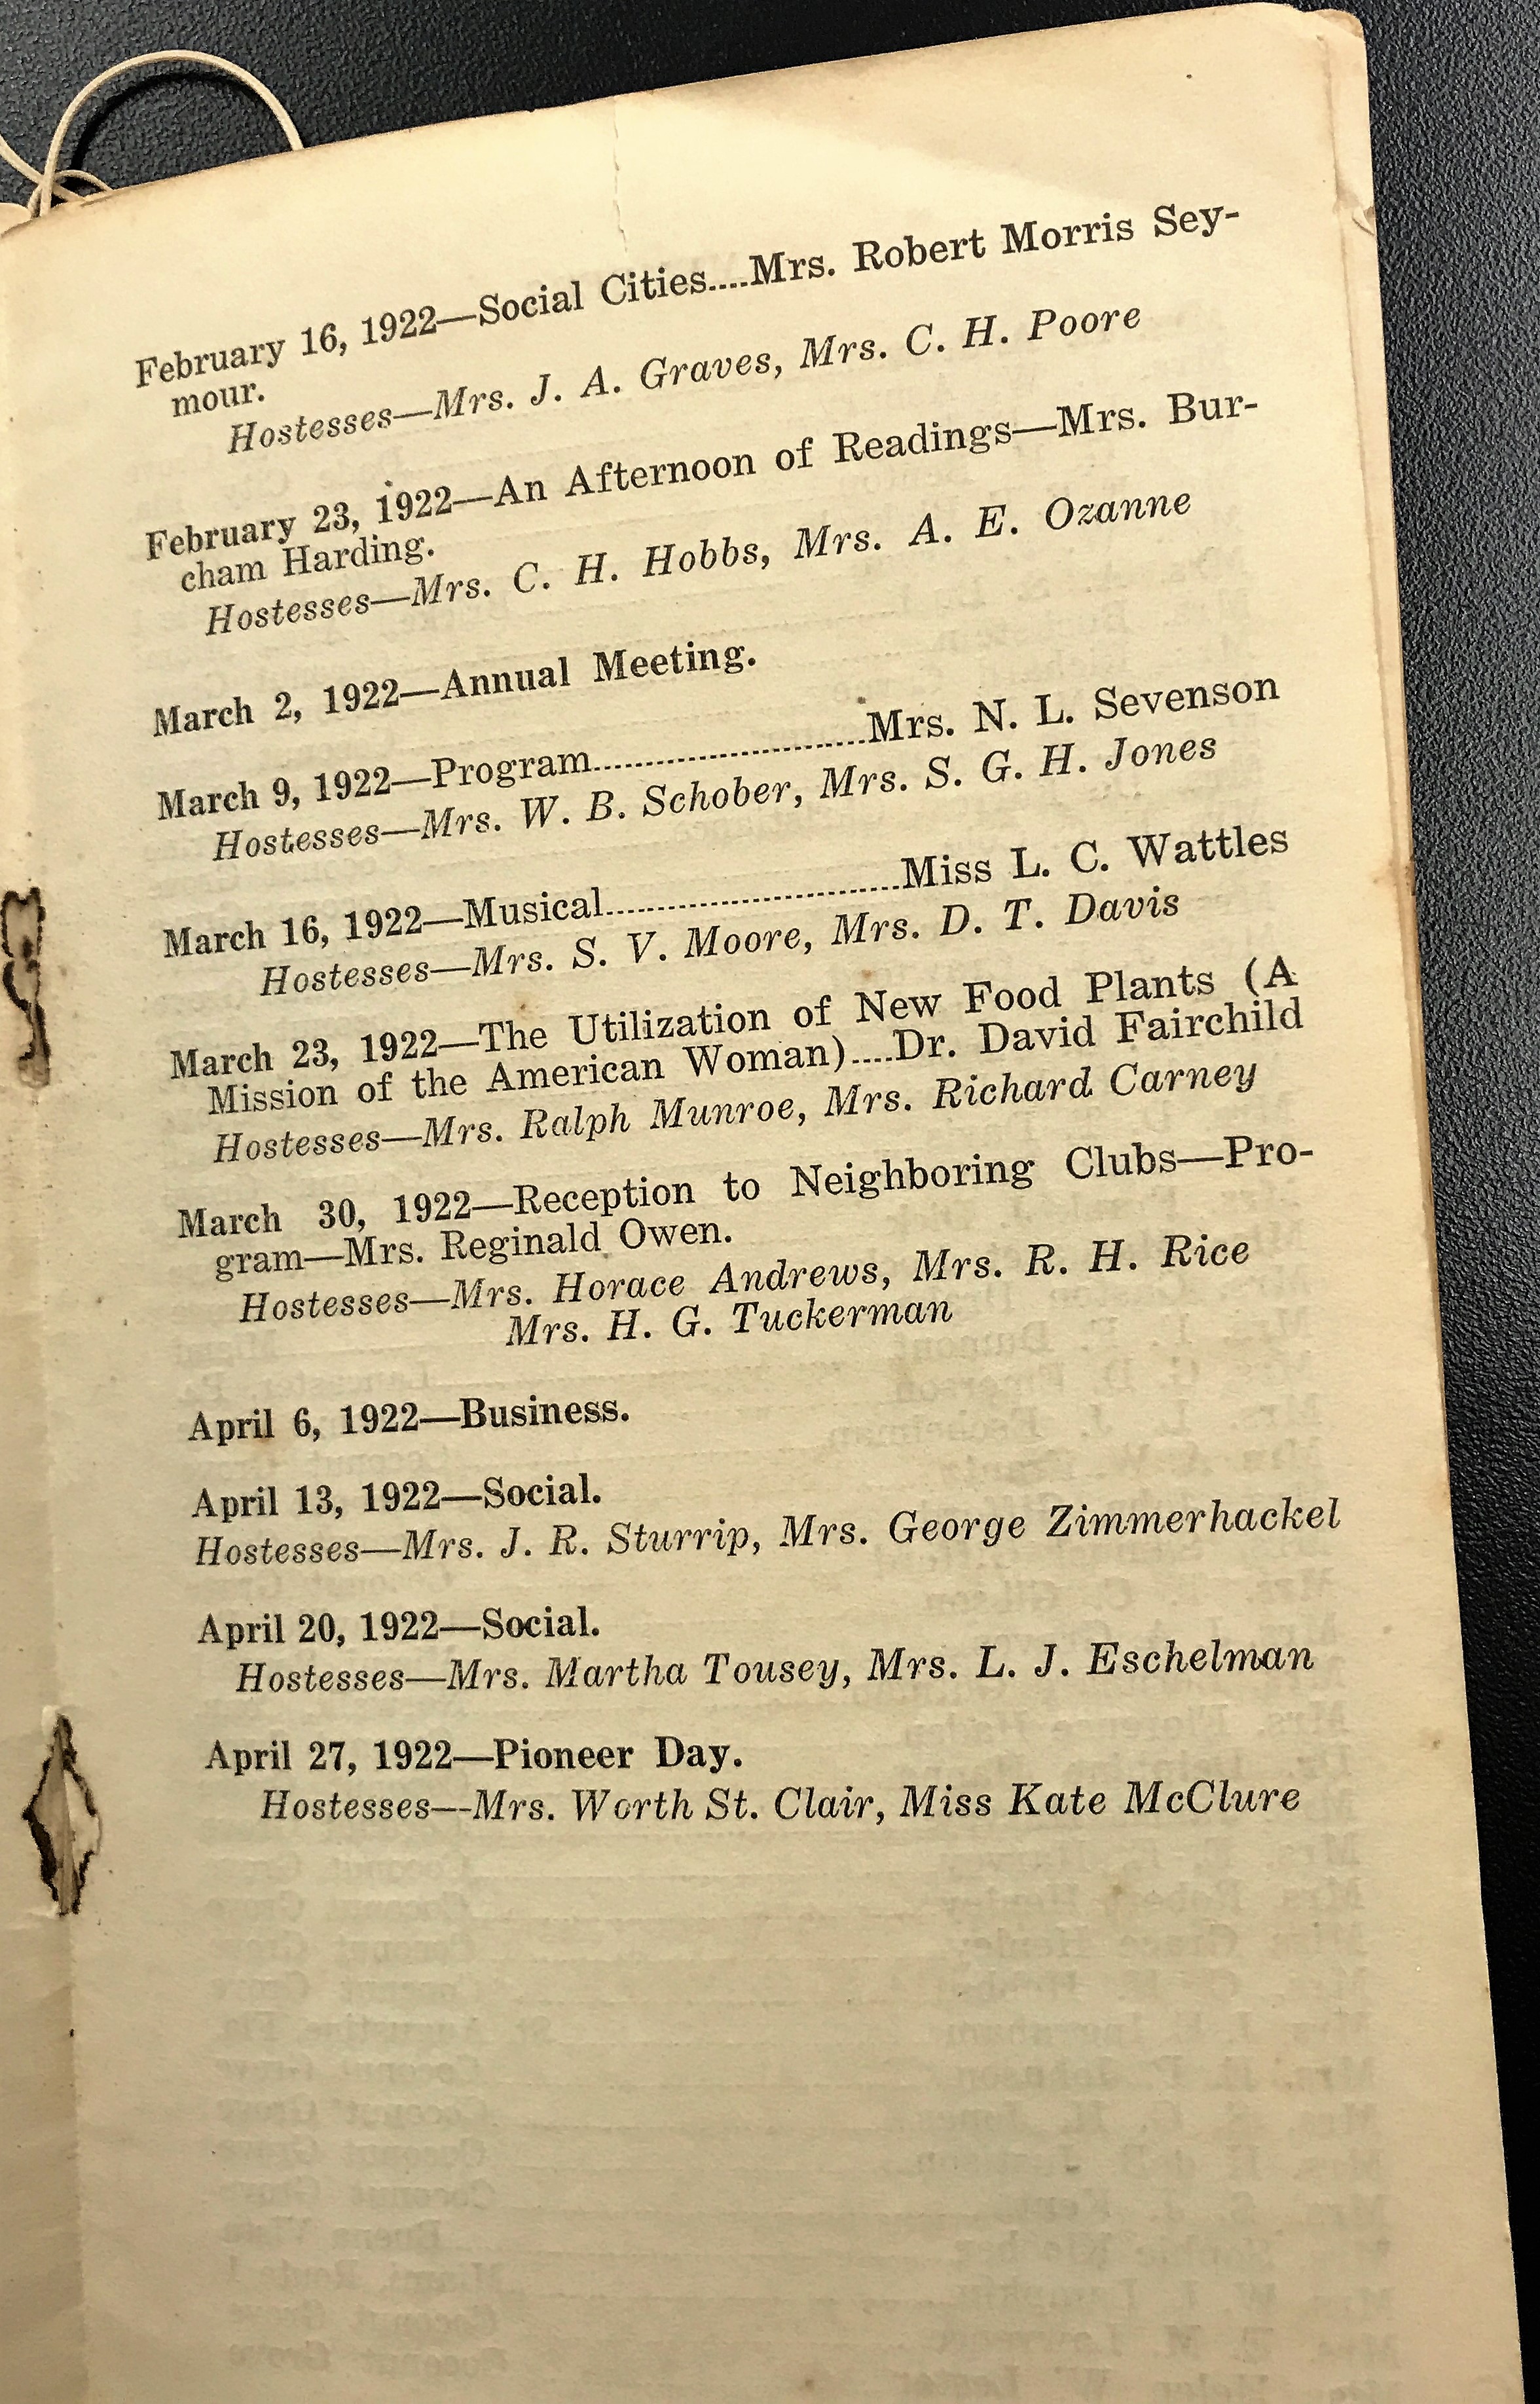 February 16, 1922—Social Cities....Mrs. Robert Morris Sey-
mour.
Hostesses—Mrs. J. A. Graves, Mrs. C. H. Poore
February 23, 1922—An Afternoon of Readings—Mrs. Bur-
cham Harding.
Hostesses—Mrs. C. H. Hobbs, Mrs. A. E. Ozanne
March 2, 1922—Annual Meeting.
March 9, 1922—Program..........................Mrs. N. L. Sevenson
Hostesses—Mrs. W. B. Schober, Mrs. S. G. H. Jones
March 16, 1922—Musical............................Miss L. C. Wattles
Hostesses—Mrs. S. V. Moore, Mrs. D. T. Davis
March 23, 1922—The Utilization of New Food Plants (A
Mission of the American Woman)....Dr. David Fairchild
Hostesses—Mrs. Ralph Munroe, Mrs. Richard Carney
March 30, 1922—Reception to Neighboring Clubs—Pro-
gram—Mrs. Reginald Owen.
Hostesses—Mrs. Horace Andrews, Mrs. R. H. Rice
Mrs. H. G. Tuckerman
April 6, 1922—Business.
April 13, 1922—Social.
Hostesses—Mrs. J. R. Sturrip, Mrs. George Zimmerhackel
April 20, 1922—Social.
Hostesses—Mrs. Martha Tousey, Mrs. L. J. Eschelman
April 27, 1922—Pioneer Day.
Hostesses—Mrs. Worth St. Clair, Miss Kate McClure